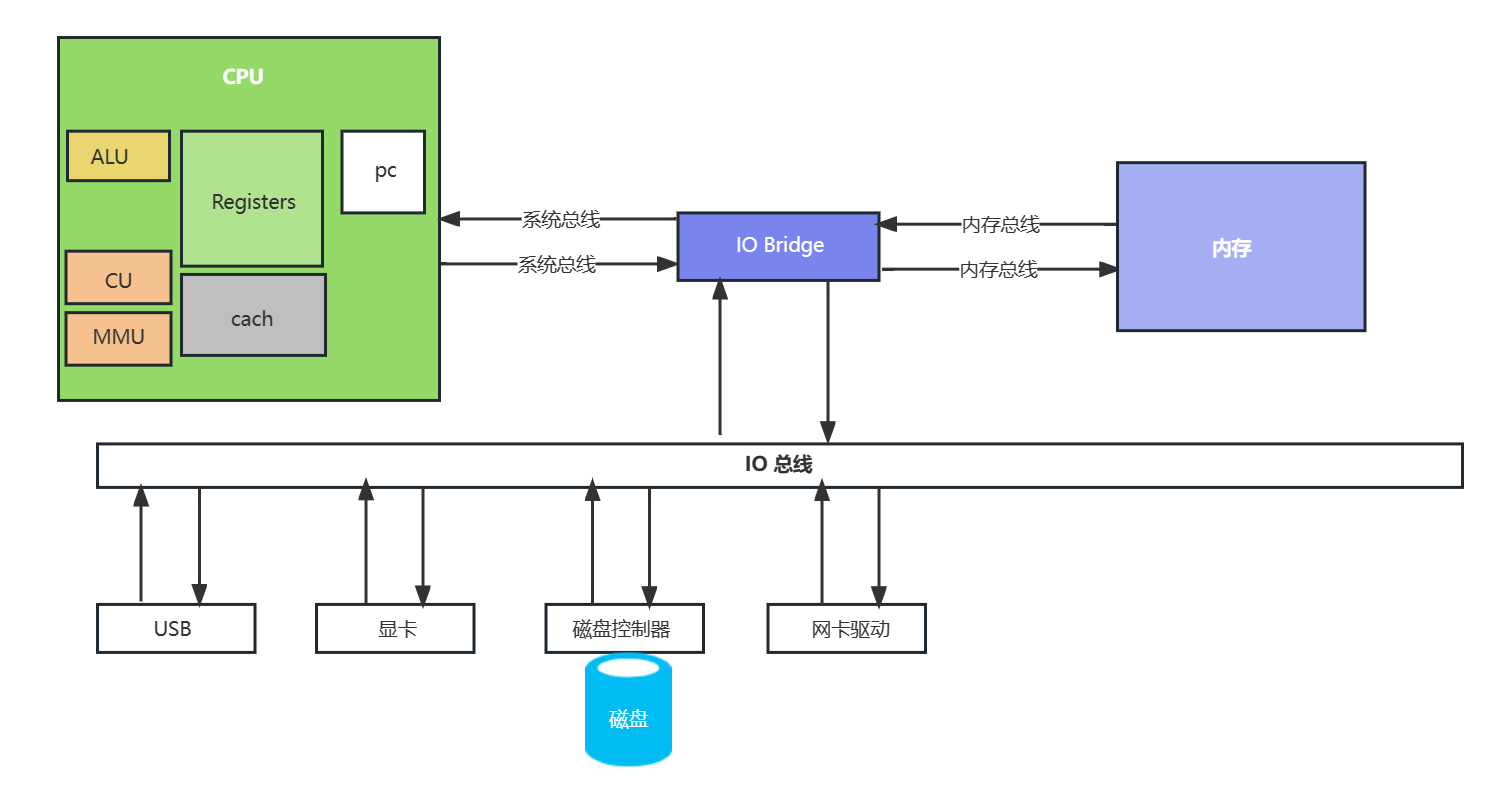 CPU
ALU
Registers
pc
CU
cach
MMU
系统总线
系统总线
IO Bridge
内存总线
内存总线
内存
IO 总线
USB
显卡
磁盘控制器
网卡驱动
磁盘